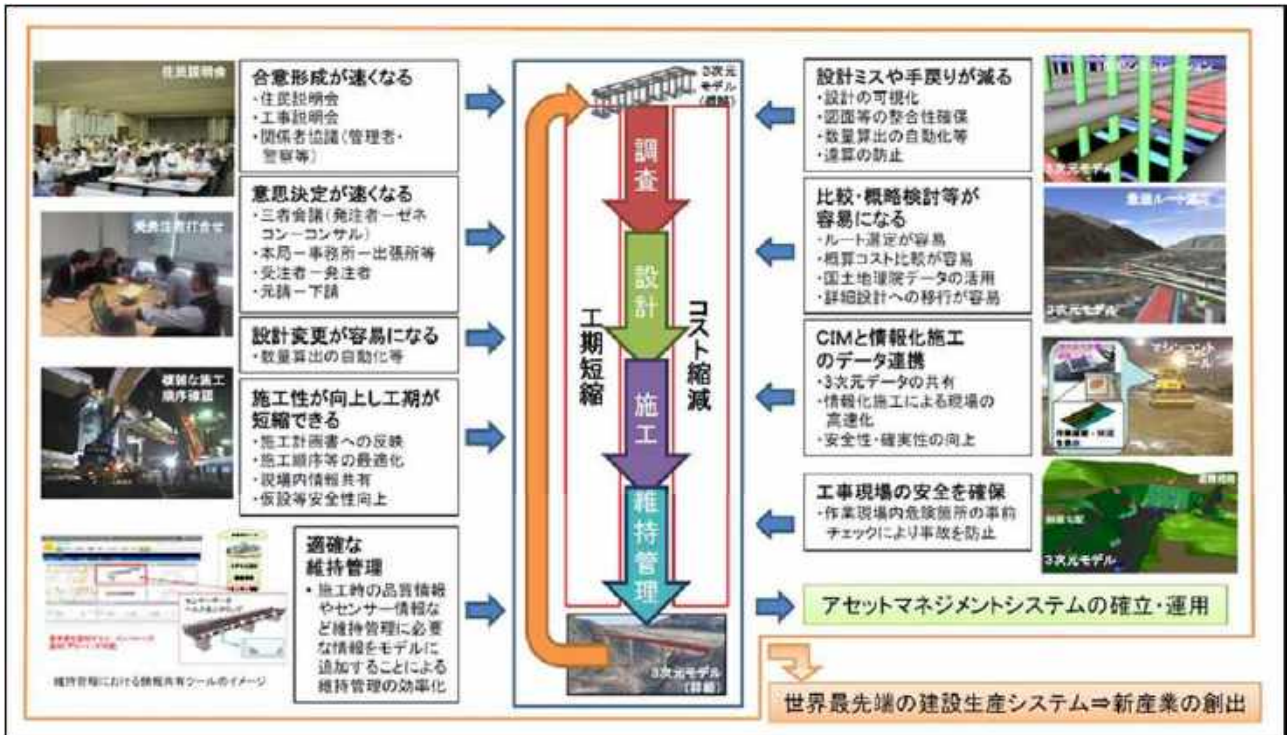 住民説明会
合意形成が速くなる
・住民説明会
・工事説明会
・関係者協議(管理者・
警察等)
受発注者打合せ
意思決定が速くなる
・三者会議(発注者ーゼネ
コンーコンサル)
・本局ー事務所ー出張所等
・受注者ー発注者
・元請ー下請
設計変更が容易になる
・数量算出の自動化等
複雑な施工
順序確認
施工性が向上し工期が
短縮できる
・施工計画書への反映
・施工順序等の最適化
・現場内情報共有
・仮設等安全性向上
適確な
維持管理
・施工時の品質情報
やセンサー情報な
ど維持管理に必要
な情報をモデルに
追加することによる
維持管理の効率化
維持管理における情報共有ツールのイメージ
3次元
モデル
調査
設計
施工
維持管理
工期短縮
コスト縮減
3次元モデル
(詳細)
設計ミスや手戻りが減る
・設計の可視化
・図面等の整合性確保
・数量算出の自動化等
・違算の防止
3次元モデル
比較・概略検討等が
容易になる
・ルート選定が容易
・概算コスト比較が容易
・国土地理院データの活用
・詳細設計への移行が容易
3次元モデル
CIMと情報化施工
のデータ連携
・3次元データの共有
・情報化施工による現場の
高速化
・安全性・確実性の向上
マシンコント
ロール
工事現場の安全を確保
・作業現場内危険箇所の事前
チェックにより事故を防止
3次元モデル
アセットマネジメントシステムの確立・運用
世界最先端の建設生産システム⇒新産業の創出